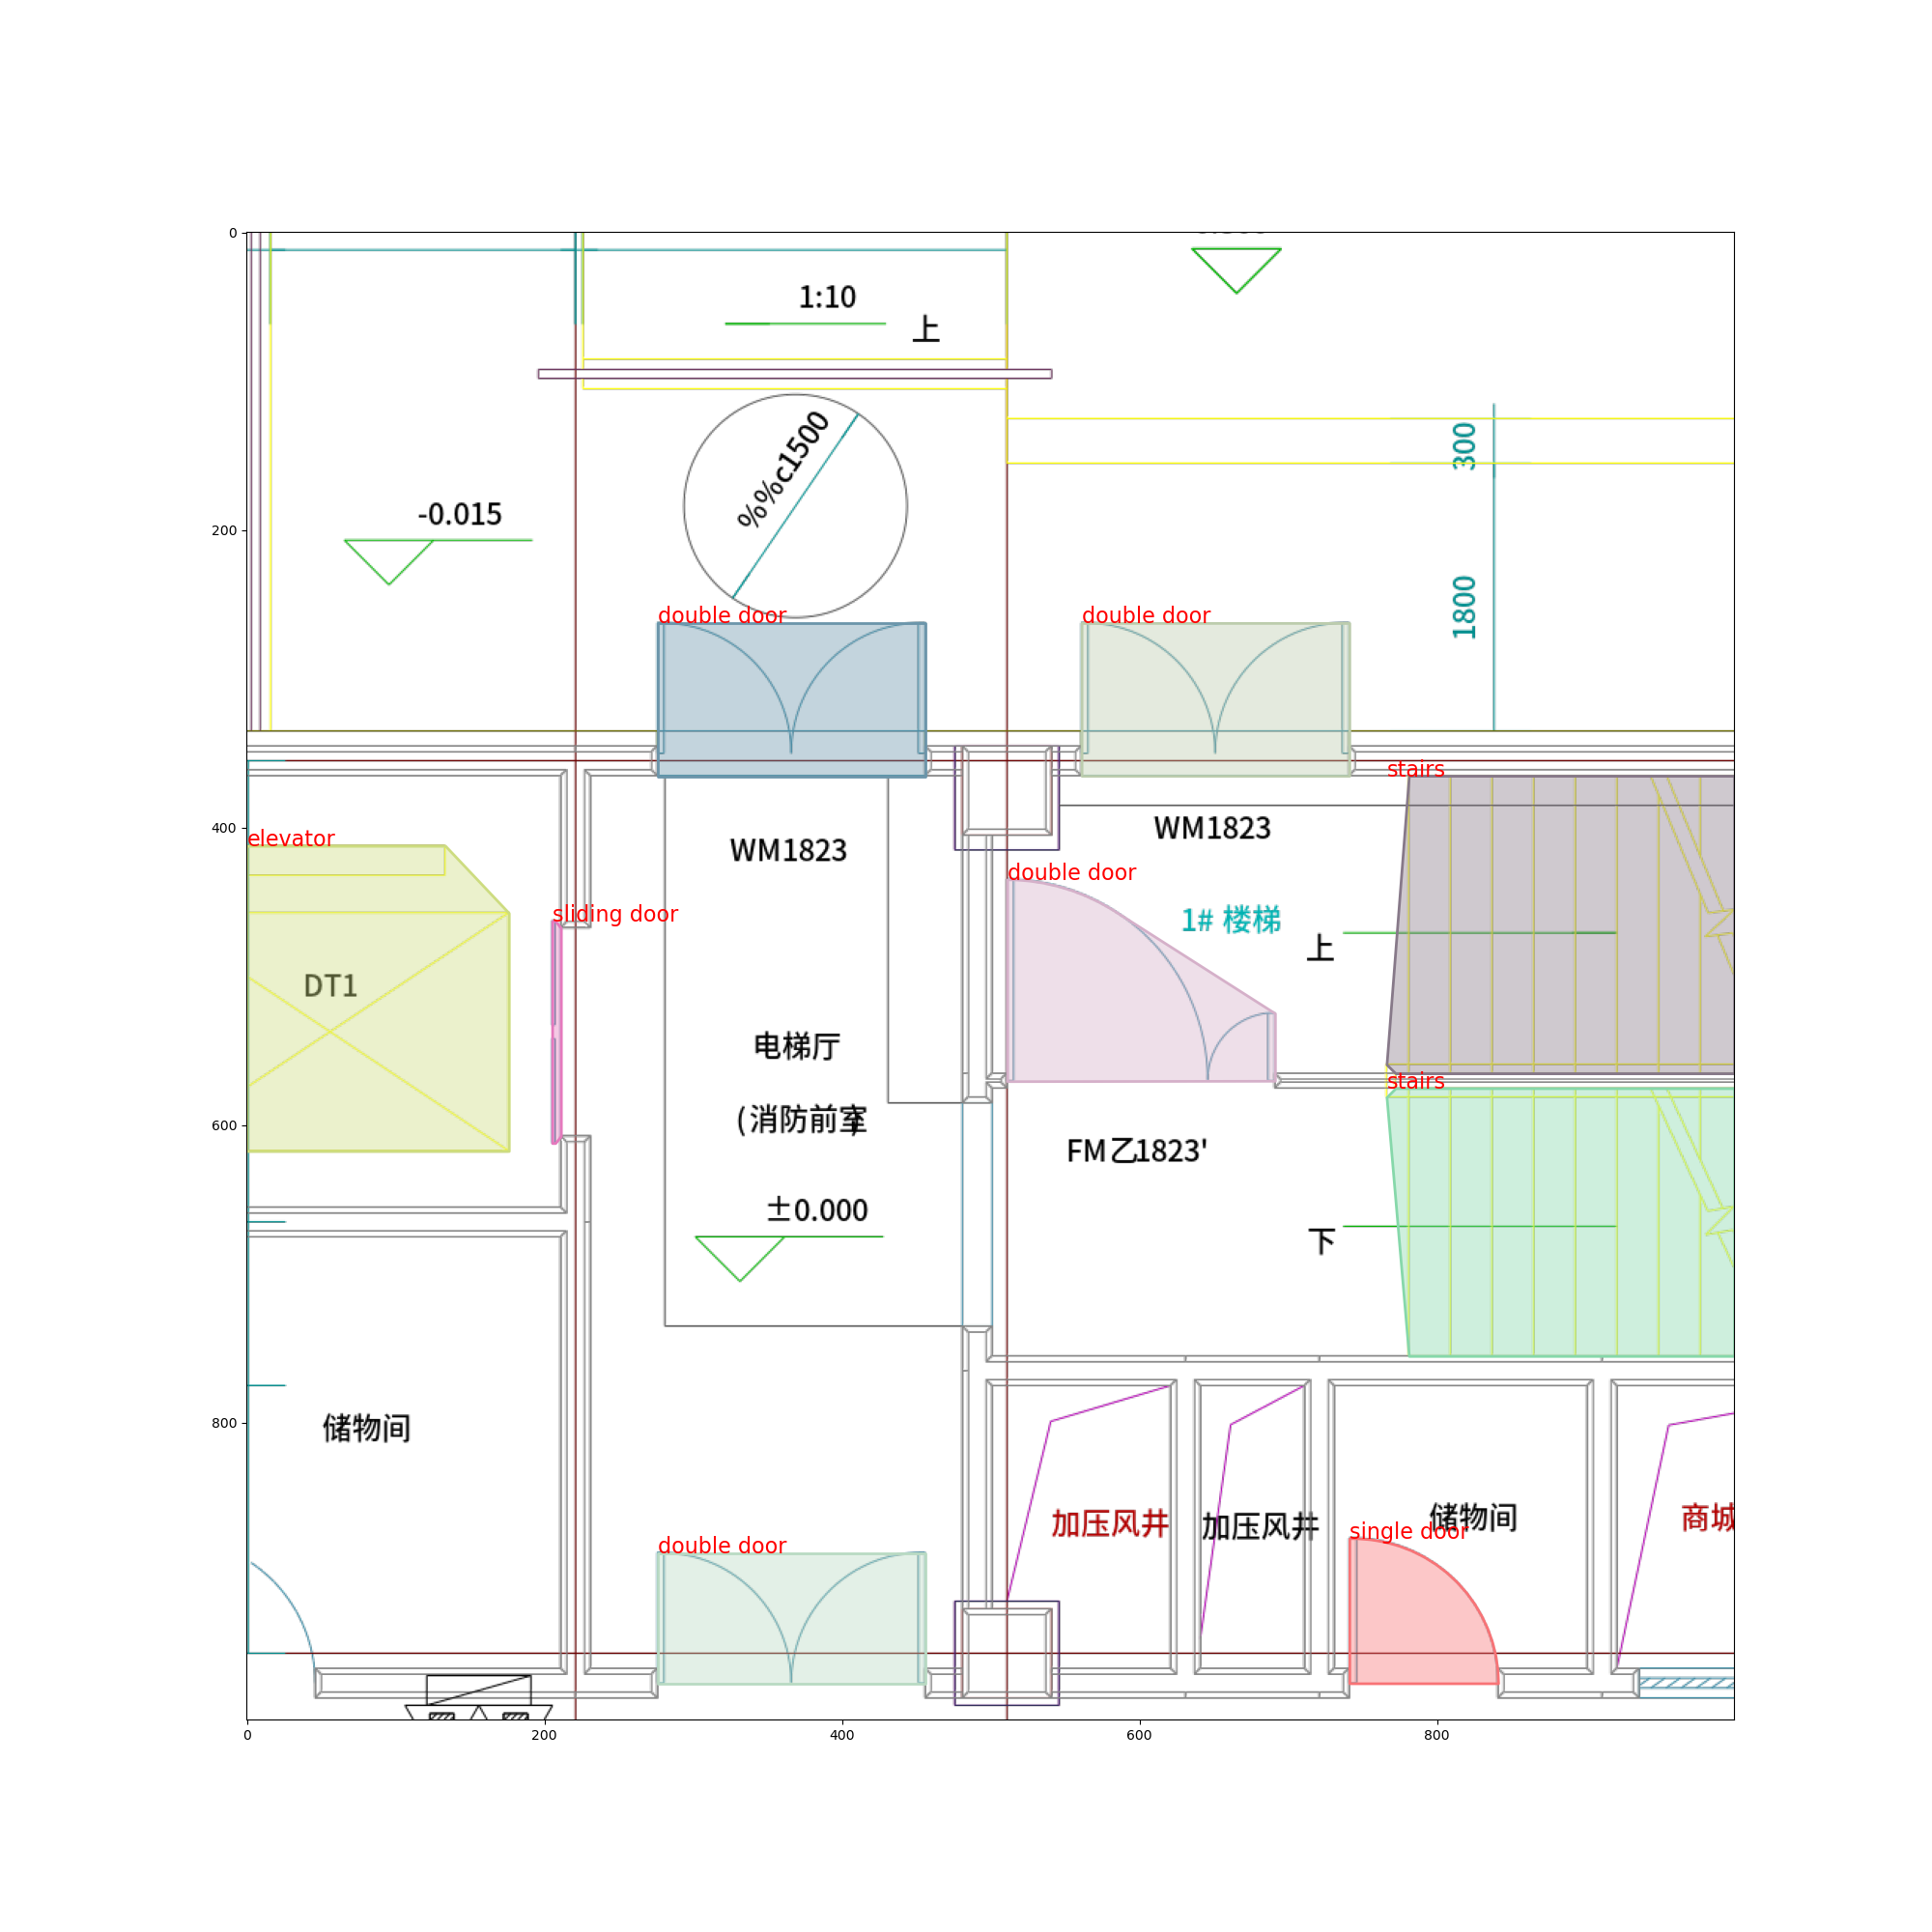 0
1:10
上
300
-0.015
%%c1500
200
1800
double door
double door
stairs
400
elevator
WM1823
WM1823
double door
sliding door
1# 楼梯
上
DT1
电梯厅
stairs
600
(消防前室)
FM乙1823'
±0.000
下
800
储物间
加压风井
加压风井
储物间
商城
single door
double door
0
200
400
600
800